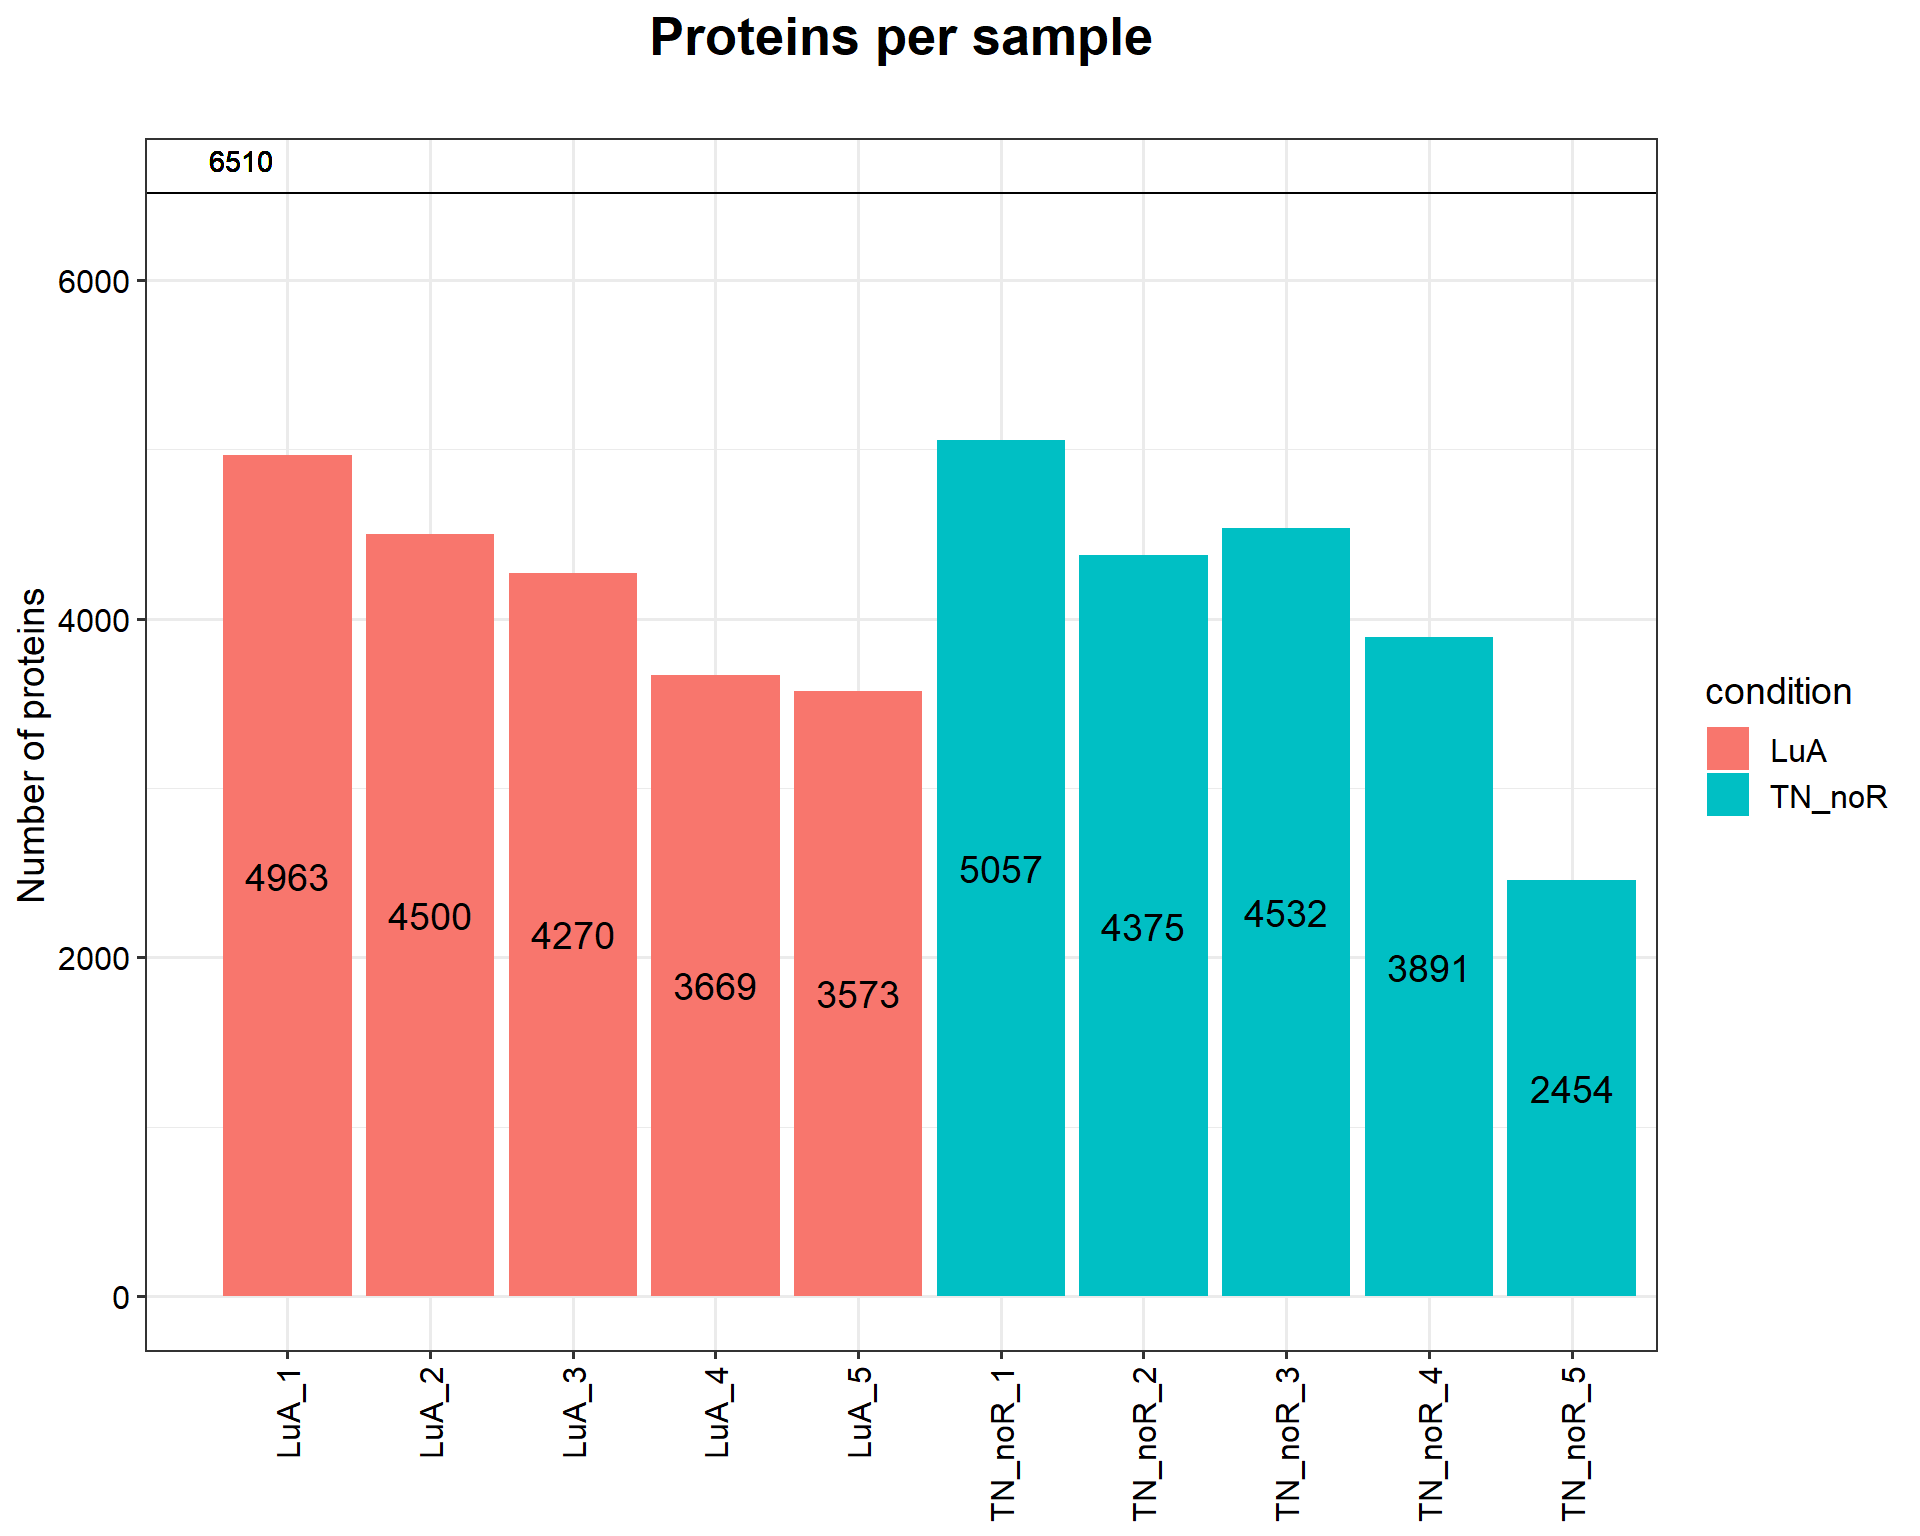 Proteins per sample
6510
6000
4000
2000
0
Number of proteins
4963
4500
4270
3669
3573
5057
4375
4532
3891
2454
LuA_1
LuA_2
LuA_3
LuA_4
LuA_5
TN_noR_1
TN_noR_2
TN_noR_3
TN_noR_4
TN_noR_5
condition
LuA
TN_noR